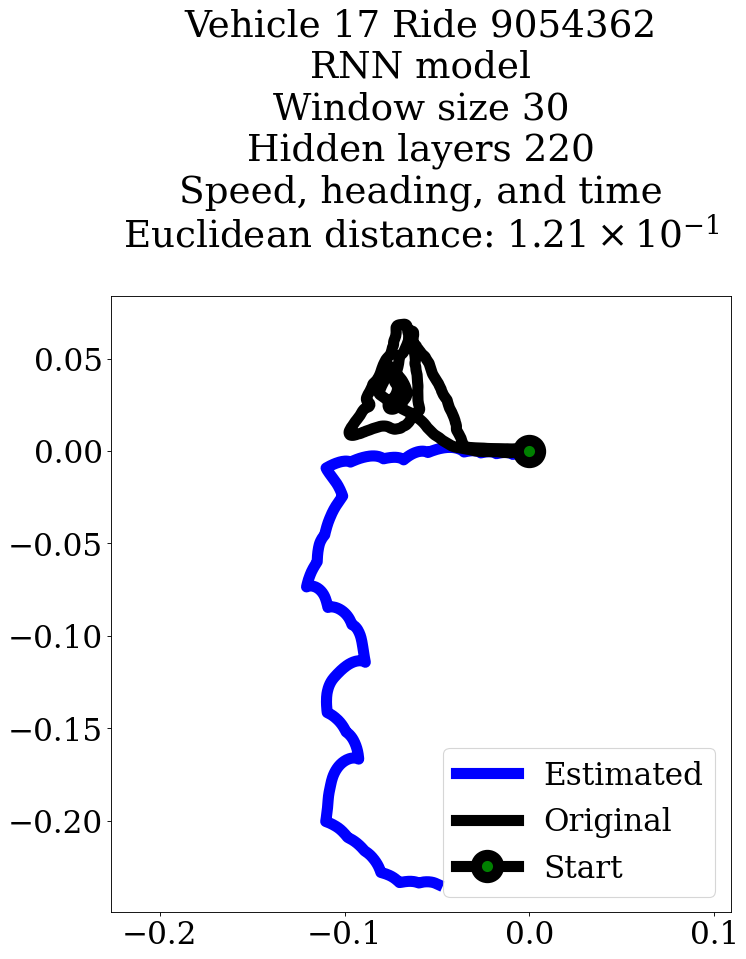 Vehicle 17 Ride 9054362
RNN model
Window size 30
Hidden layers 220
Speed, heading, and time
Euclidean distance: 1.21 × 10⁻¹
0.05
0.00
−0.05
−0.10
−0.15
−0.20
Estimated
Original
Start
−0.2
−0.1
0.0
0.1